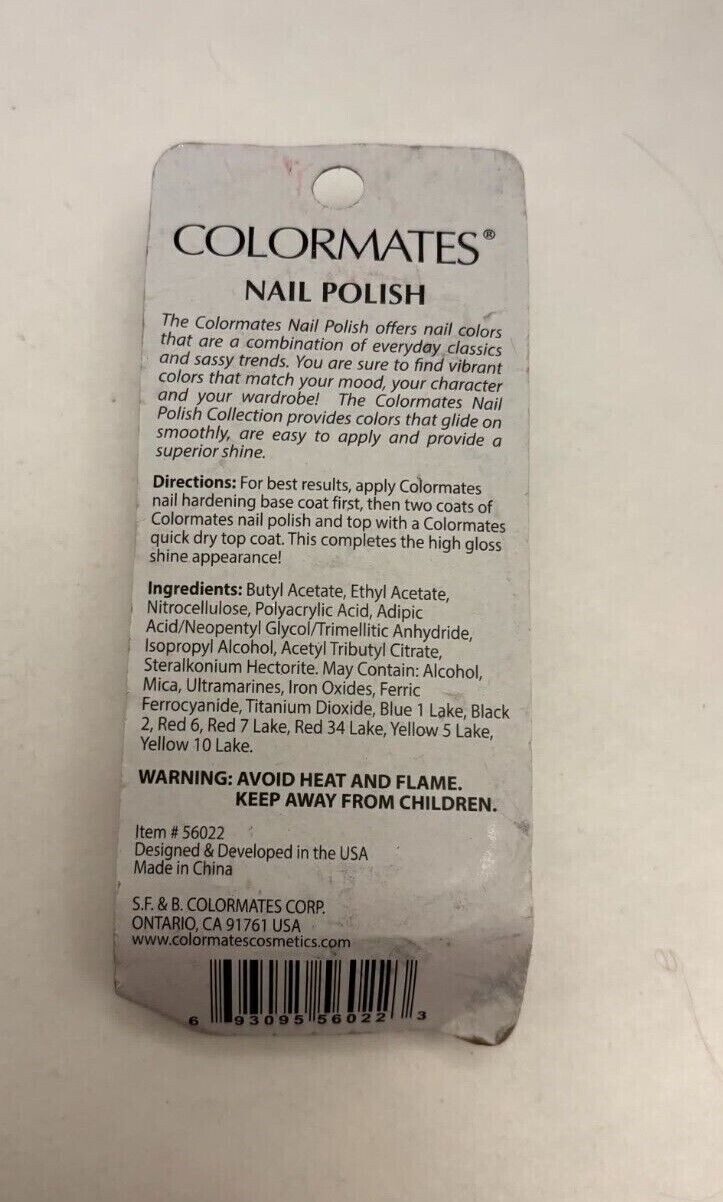 COLORMATES®
NAIL POLISH
The Colormates Nail Polish offers nail colors
that are a combination of everyday classics
and sassy trends. You are sure to find vibrant
colors that match your mood, your character
and your wardrobe! The Colormates Nail
Polish Collection provides colors that glide on
smoothly, are easy to apply and provide a
superior shine.
Directions: For best results, apply Colormates
nail hardening base coat first, then two coats of
Colormates nail polish and top with a Colormates
quick dry top coat. This completes the high gloss
shine appearance!
Ingredients: Butyl Acetate, Ethyl Acetate,
Nitrocellulose, Polyacrylic Acid, Adipic
Acid/Neopentyl Glycol/Trimellitic Anhydride,
Isopropyl Alcohol, Acetyl Tributyl Citrate,
Steralkonium Hectorite. May Contain: Alcohol,
Mica, Ultramarines, Iron Oxides, Ferric
Ferrocyanide, Titanium Dioxide, Blue 1 Lake, Black
2, Red 6, Red 7 Lake, Red 34 Lake, Yellow 5 Lake,
Yellow 10 Lake.
WARNING: AVOID HEAT AND FLAME.
KEEP AWAY FROM CHILDREN.
Item # 56022
Designed & Developed in the USA
Made in China
S.F. & B. COLORMATES CORP.
ONTARIO, CA 91761 USA
www.colormatescosmetics.com
6 93095 56022 3